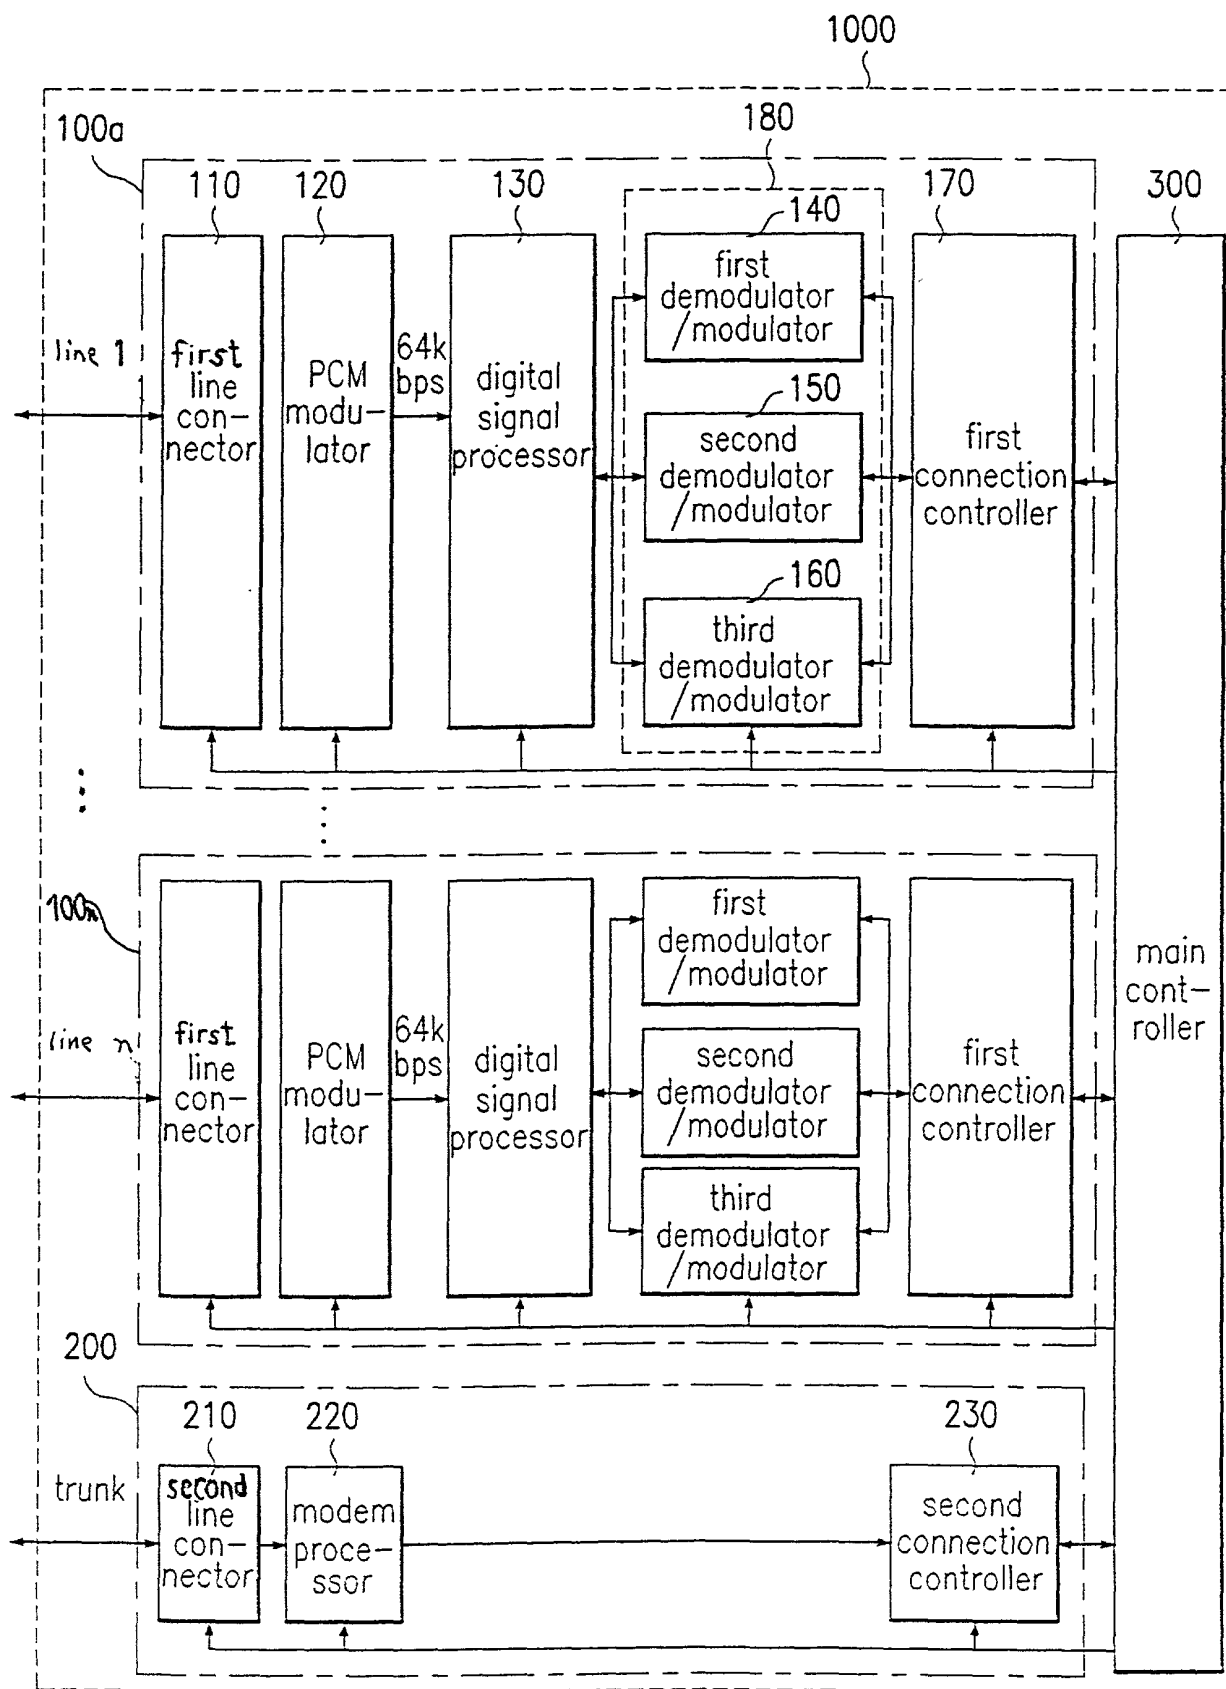 1000
100a
180
110
120
130
140
170
300
first
demodulator
/modulator
line 1
first
line
con-
nector
PCM
modu-
lator
64k
bps
digital
signal
processor
150
second
demodulator
/modulator
first
connection
controller
160
third
demodulator
/modulator
100n
first
demodulator
/modulator
line n
first
line
con-
nector
PCM
modu-
lator
64k
bps
digital
signal
processor
second
demodulator
/modulator
first
connection
controller
main
cont-
roller
third
demodulator
/modulator
200
210
220
230
trunk
second
line
con-
nector
modem
proce-
ssor
second
connection
controller